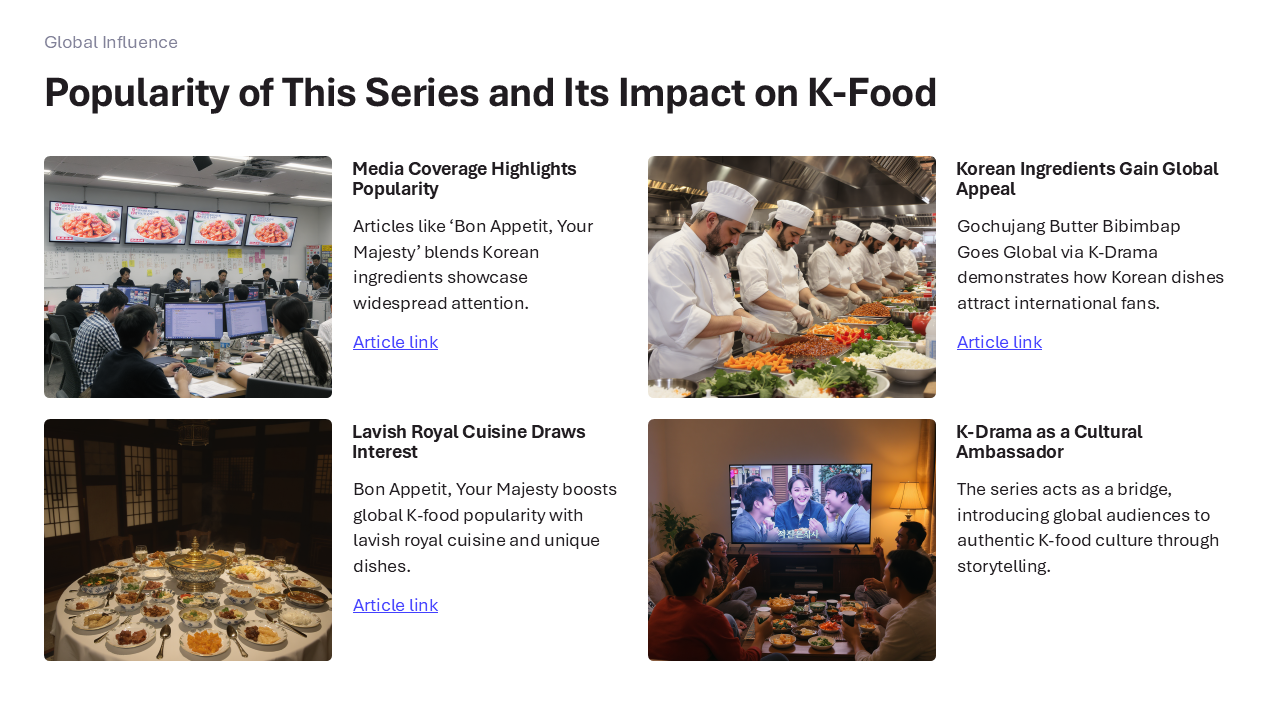 Global Influence
Popularity of This Series and Its Impact on K-Food
Media Coverage Highlights
Popularity
Articles like ‘Bon Appetit, Your
Majesty’ blends Korean
ingredients showcase
widespread attention.
Article link
Korean Ingredients Gain Global
Appeal
Gochujang Butter Bibimbap
Goes Global via K-Drama
demonstrates how Korean dishes
attract international fans.
Article link
Lavish Royal Cuisine Draws
Interest
Bon Appetit, Your Majesty boosts
global K-food popularity with
lavish royal cuisine and unique
dishes.
Article link
K-Drama as a Cultural
Ambassador
The series acts as a bridge,
introducing global audiences to
authentic K-food culture through
storytelling.